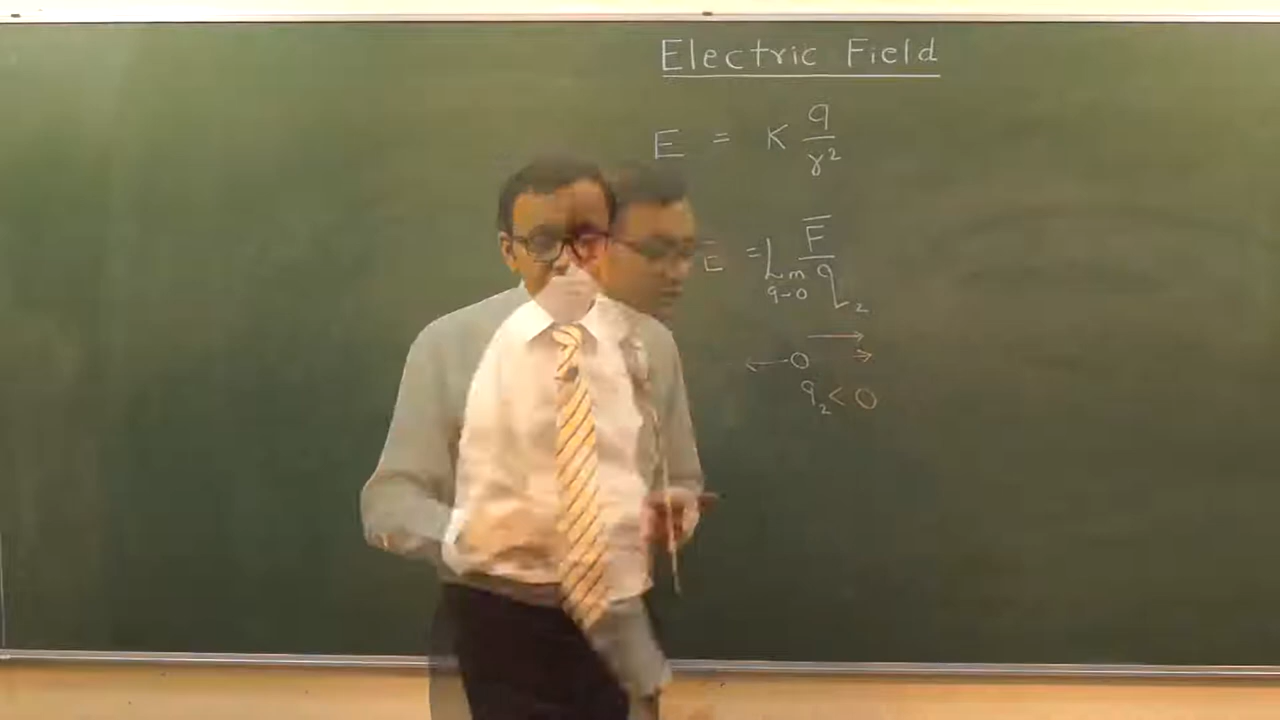 Electric Field
E = K q/r²
E̅ = Lim q→0 F̅/q₂
q₂ < 0